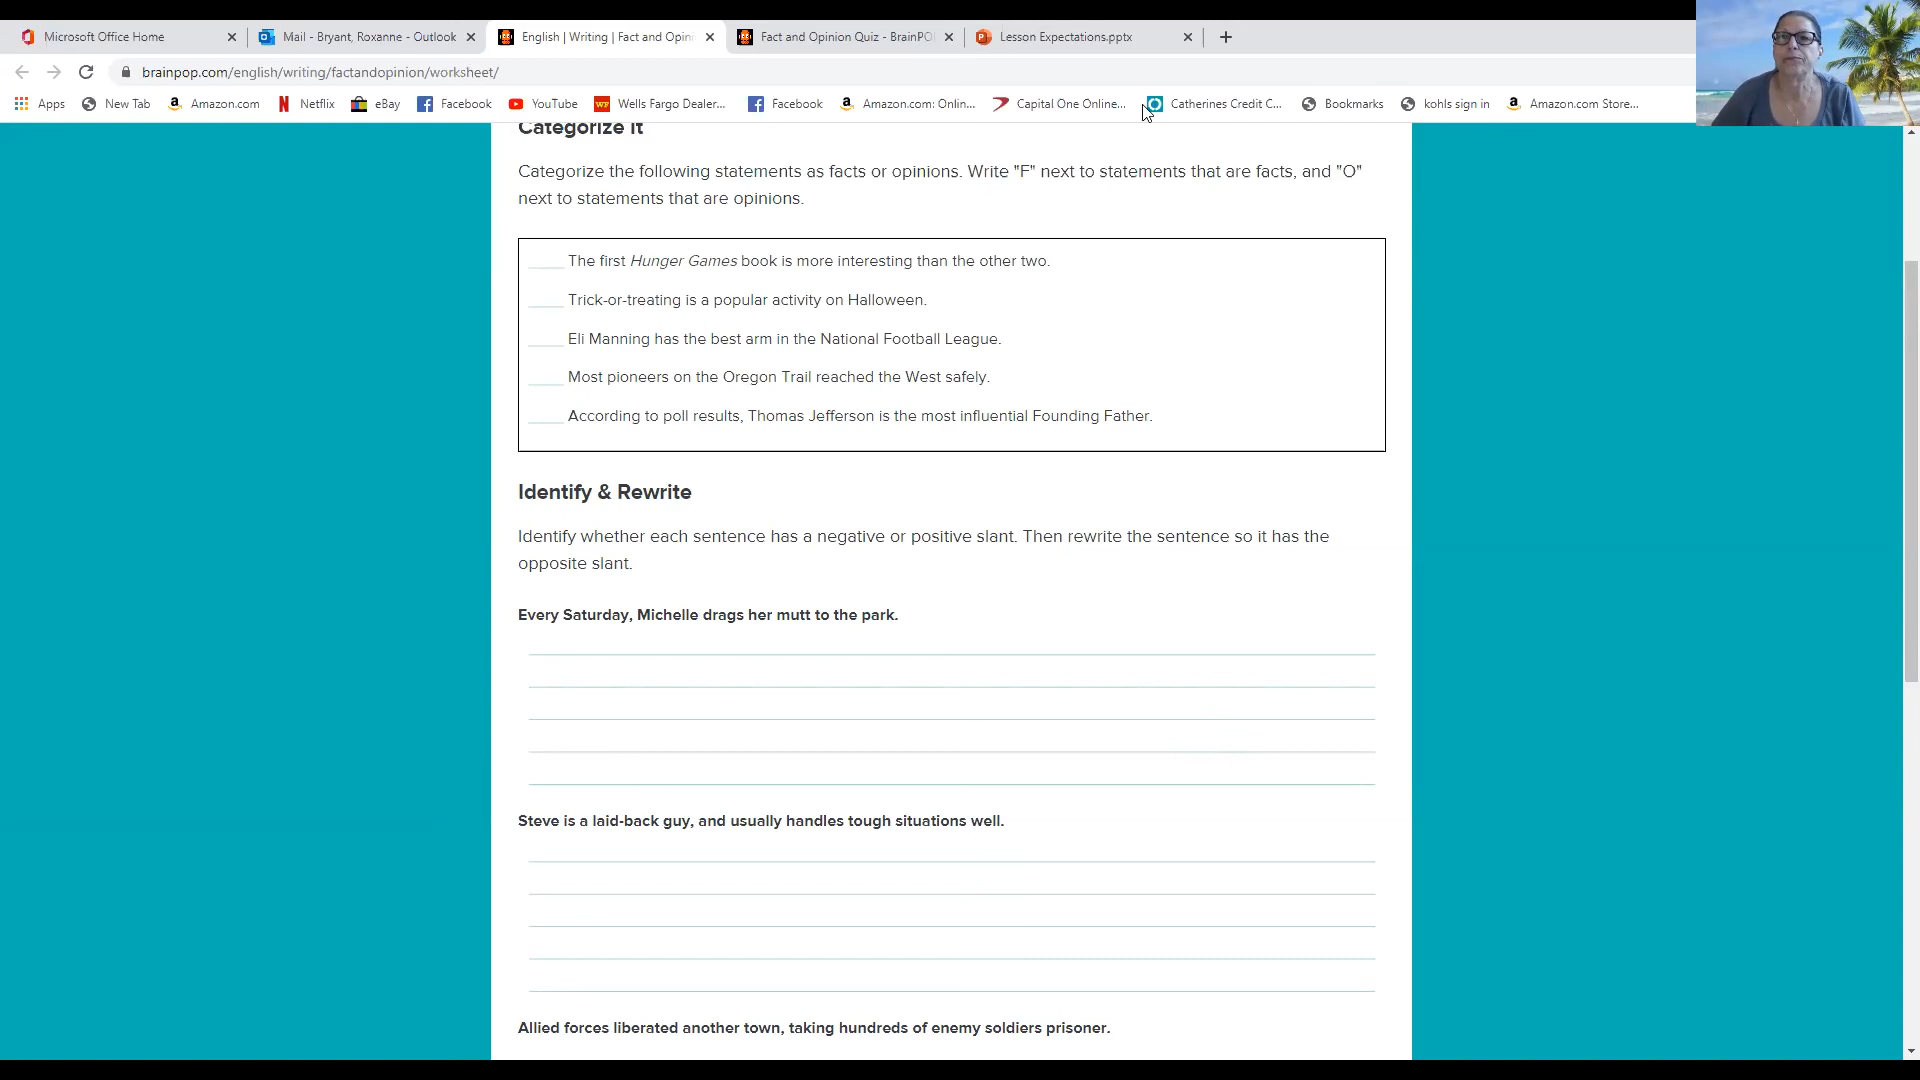 Microsoft Office Home
Mail - Bryant, Roxanne - Outlook
English | Writing | Fact and Opin
Fact and Opinion Quiz - BrainPO
Lesson Expectations.pptx
brainpop.com/english/writing/factandopinion/worksheet/
Apps New Tab Amazon.com Netflix eBay Facebook YouTube Wells Fargo Dealer... Facebook Amazon.com: Onlin... Capital One Online... Catherines Credit C... Bookmarks kohls sign in Amazon.com Store...
Categorize It
Categorize the following statements as facts or opinions. Write "F" next to statements that are facts, and "O"
next to statements that are opinions.
____ The first Hunger Games book is more interesting than the other two.
____ Trick-or-treating is a popular activity on Halloween.
____ Eli Manning has the best arm in the National Football League.
____ Most pioneers on the Oregon Trail reached the West safely.
____ According to poll results, Thomas Jefferson is the most influential Founding Father.
Identify & Rewrite
Identify whether each sentence has a negative or positive slant. Then rewrite the sentence so it has the
opposite slant.
Every Saturday, Michelle drags her mutt to the park.
Steve is a laid-back guy, and usually handles tough situations well.
Allied forces liberated another town, taking hundreds of enemy soldiers prisoner.